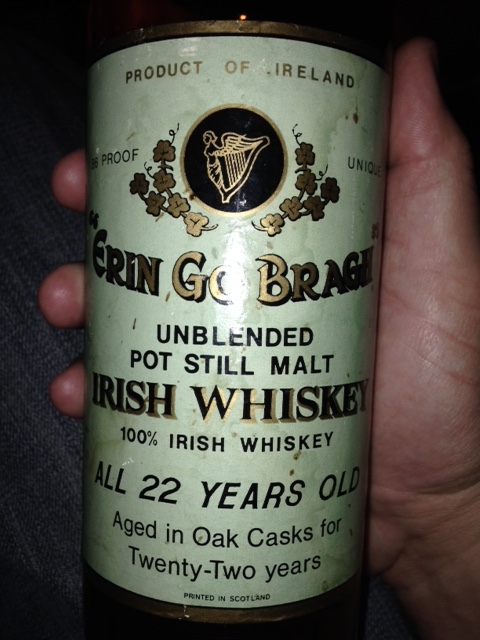 PRODUCT OF IRELAND
PROOF
UNIQUE
"ERIN GO BRAGH"
UNBLENDED
POT STILL MALT
IRISH WHISKEY
100% IRISH WHISKEY
ALL 22 YEARS OLD
Aged in Oak Casks for
Twenty-Two years
PRINTED IN SCOTLAND